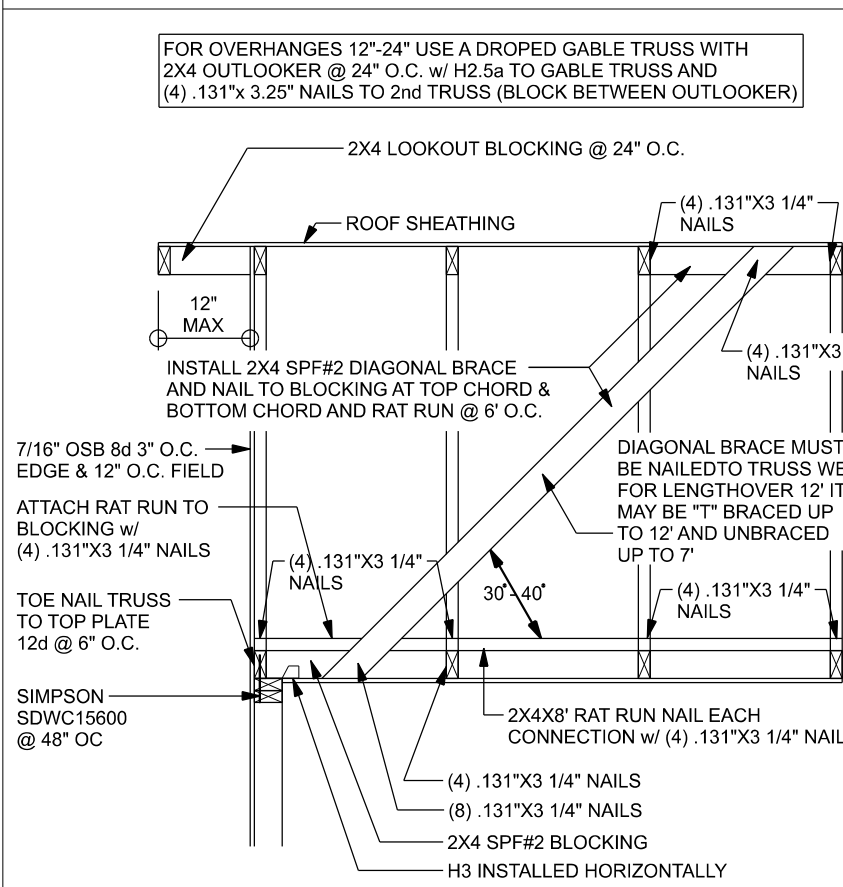 FOR OVERHANGES 12"-24" USE A DROPED GABLE TRUSS WITH
2X4 OUTLOOKER @ 24" O.C. w/ H2.5a TO GABLE TRUSS AND
(4) .131"x 3.25" NAILS TO 2nd TRUSS (BLOCK BETWEEN OUTLOOKER)
2X4 LOOKOUT BLOCKING @ 24" O.C.
(4) .131"X3 1/4"
NAILS
ROOF SHEATHING
12"
MAX
(4) .131"X3
NAILS
INSTALL 2X4 SPF#2 DIAGONAL BRACE
AND NAIL TO BLOCKING AT TOP CHORD &
BOTTOM CHORD AND RAT RUN @ 6' O.C.
7/16" OSB 8d 3" O.C.
EDGE & 12" O.C. FIELD
DIAGONAL BRACE MUST
BE NAILEDTO TRUSS WE
FOR LENGTHOVER 12' IT
MAY BE "T" BRACED UP
TO 12' AND UNBRACED
UP TO 7'
ATTACH RAT RUN TO
BLOCKING w/
(4) .131"X3 1/4" NAILS
(4) .131"X3 1/4"
NAILS
30°-40°
(4) .131"X3 1/4"
NAILS
TOE NAIL TRUSS
TO TOP PLATE
12d @ 6" O.C.
SIMPSON
SDWC15600
@ 48" OC
2X4X8' RAT RUN NAIL EACH
CONNECTION w/ (4) .131"X3 1/4" NAIL
(4) .131"X3 1/4" NAILS
(8) .131"X3 1/4" NAILS
2X4 SPF#2 BLOCKING
H3 INSTALLED HORIZONTALLY